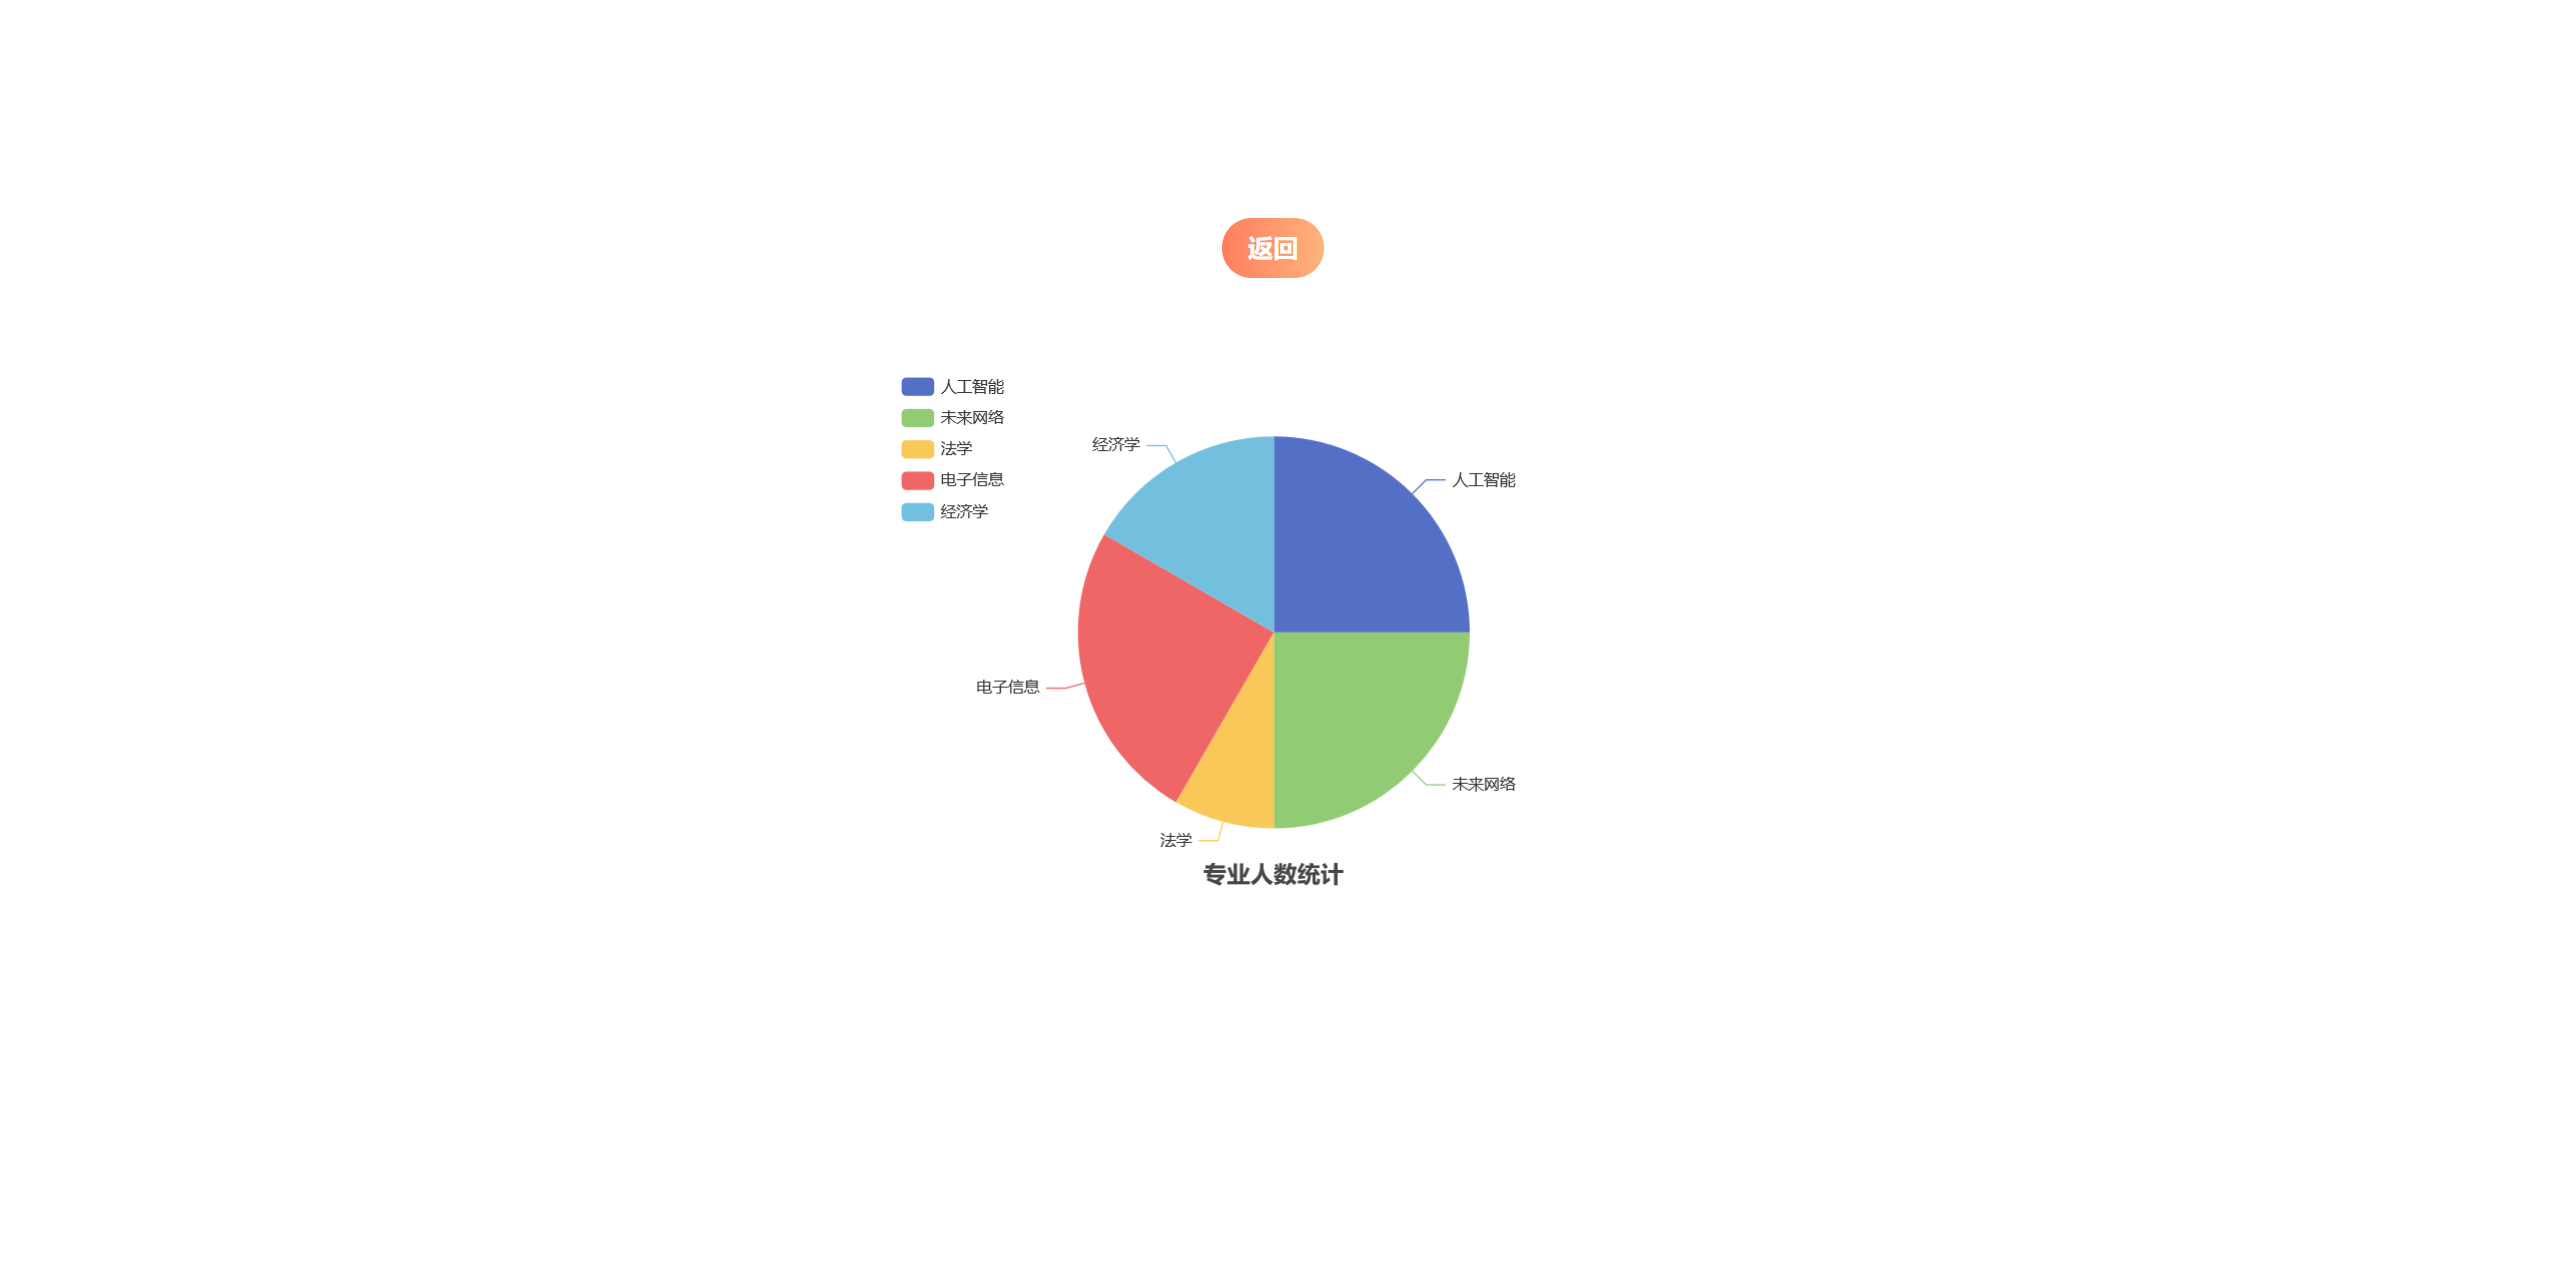 返回
人工智能
未来网络
法学
电子信息
经济学
经济学
人工智能
电子信息
未来网络
法学
专业人数统计